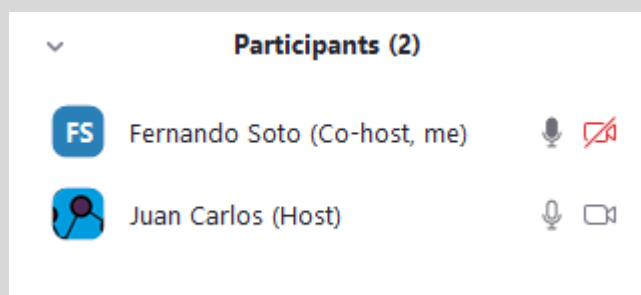 Participants (2)
FS Fernando Soto (Co-host, me)
Juan Carlos (Host)